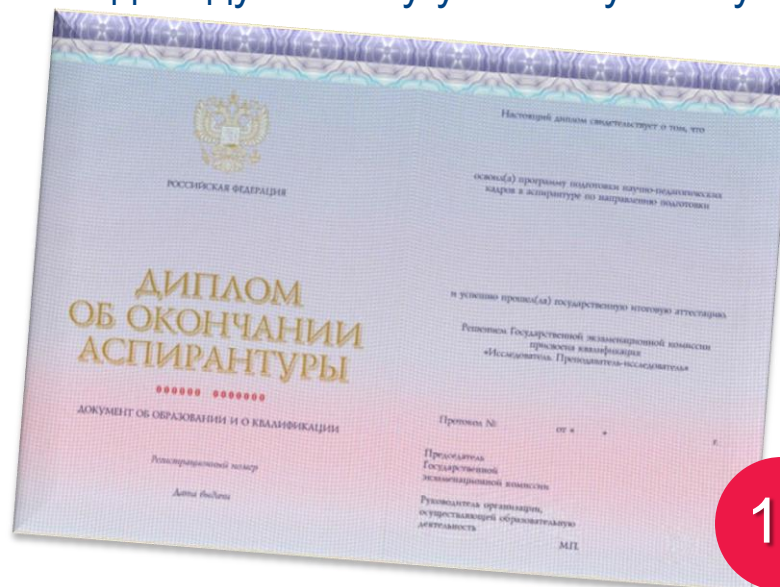 РОССИЙСКАЯ ФЕДЕРАЦИЯ
ДИПЛОМ
ОБ ОКОНЧАНИИ
АСПИРАНТУРЫ
000000 0000000
ДОКУМЕНТ ОБ ОБРАЗОВАНИИ И О КВАЛИФИКАЦИИ
Регистрационный номер
Дата выдачи
Настоящий диплом свидетельствует о том, что
освоил(а) программу подготовки научно-педагогических
кадров в аспирантуре по направлению подготовки
и успешно прошел(ла) государственную итоговую аттестацию
Решением Государственной экзаменационной комиссии
присвоена квалификация
«Исследователь. Преподаватель-исследователь»
Протокол № от « » г.
Председатель
Государственной
экзаменационной комиссии
Руководитель организации,
осуществляющей образовательную
деятельность
М.П.
1